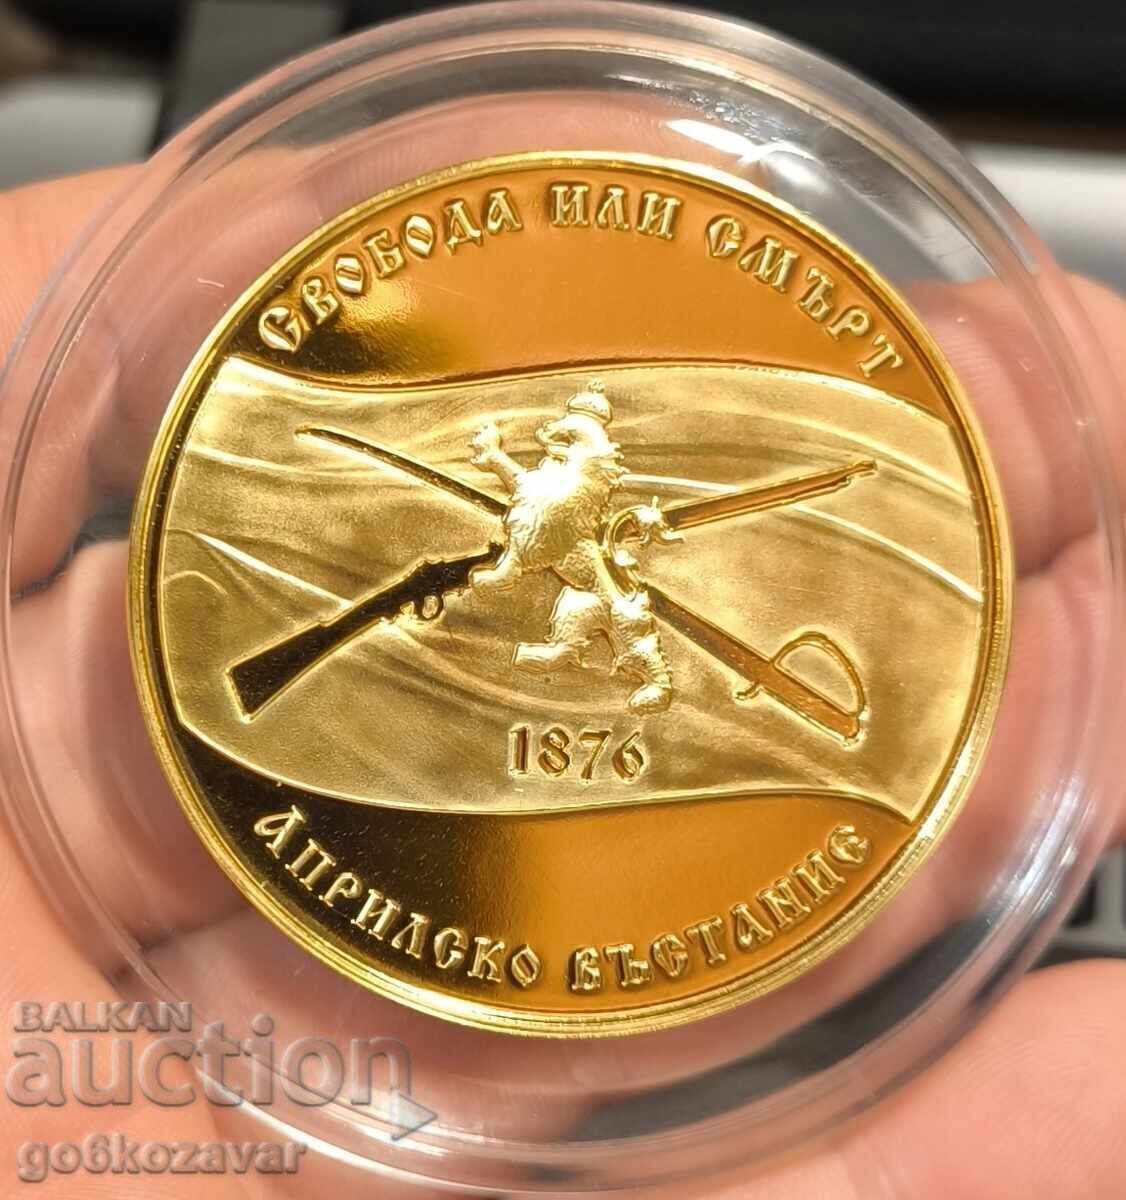 СВОБОДА ИЛИ СМЪРТ
1876
АПРИЛСКО ВЪСТАНИЕ
BALKAN
auction
go6kozavar